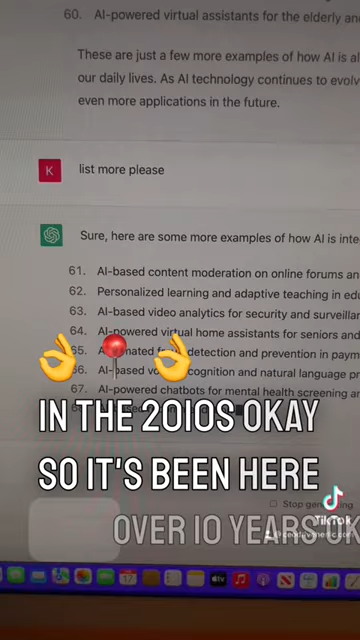 60. AI-powered virtual assistants for the elderly and
These are just a few more examples of how AI is al
our daily lives. As AI technology continues to evolv
even more applications in the future.
K
list more please
Sure, here are some more examples of how AI is inte
61. AI-based content moderation on online forums an
62. Personalized learning and adaptive teaching in edu
63. AI-based video analytics for security and surveillan
64. AI-powered virtual home assistants for seniors and
65. detection and prevention in paym
66. AI-based natural language pr
67. AI-powered chatbots for mental health screening an
IN THE 2010S OKAY
SO IT'S BEEN HERE
Stop generating
TikTok
OVER 10 YEARS OK
17
tv